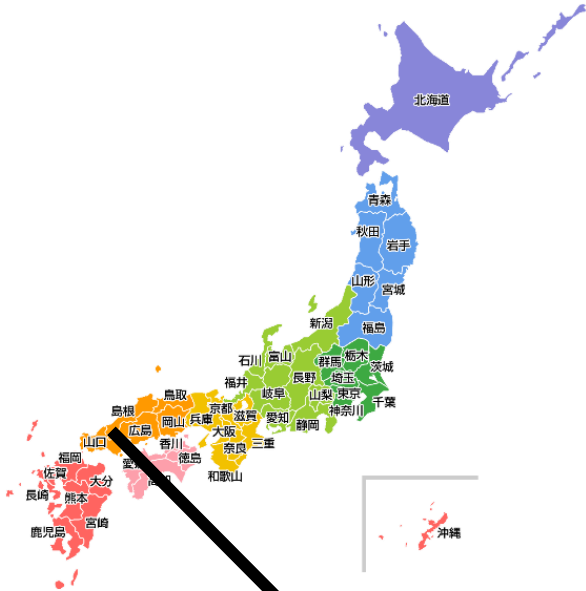 北海道
青森
秋田
岩手
山形
宮城
新潟
福島
石川
富山
群馬
栃木
茨城
福井
長野
埼玉
岐阜
山梨
東京
千葉
神奈川
愛知
静岡
鳥取
島根
岡山
兵庫
京都
滋賀
広島
大阪
三重
山口
香川
奈良
徳島
和歌山
福岡
佐賀
大分
長崎
熊本
宮崎
鹿児島
沖縄